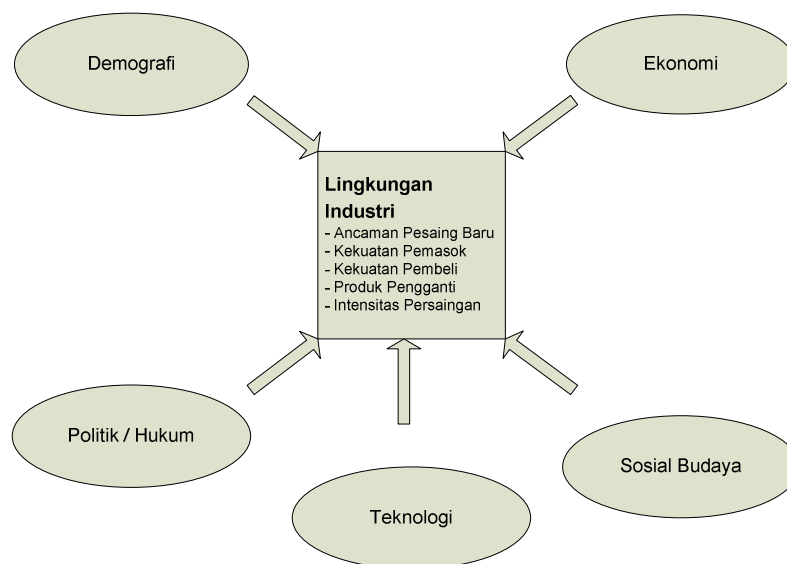 Demografi
Ekonomi
Lingkungan
Industri
- Ancaman Pesaing Baru
- Kekuatan Pemasok
- Kekuatan Pembeli
- Produk Pengganti
- Intensitas Persaingan
Politik / Hukum
Sosial Budaya
Teknologi